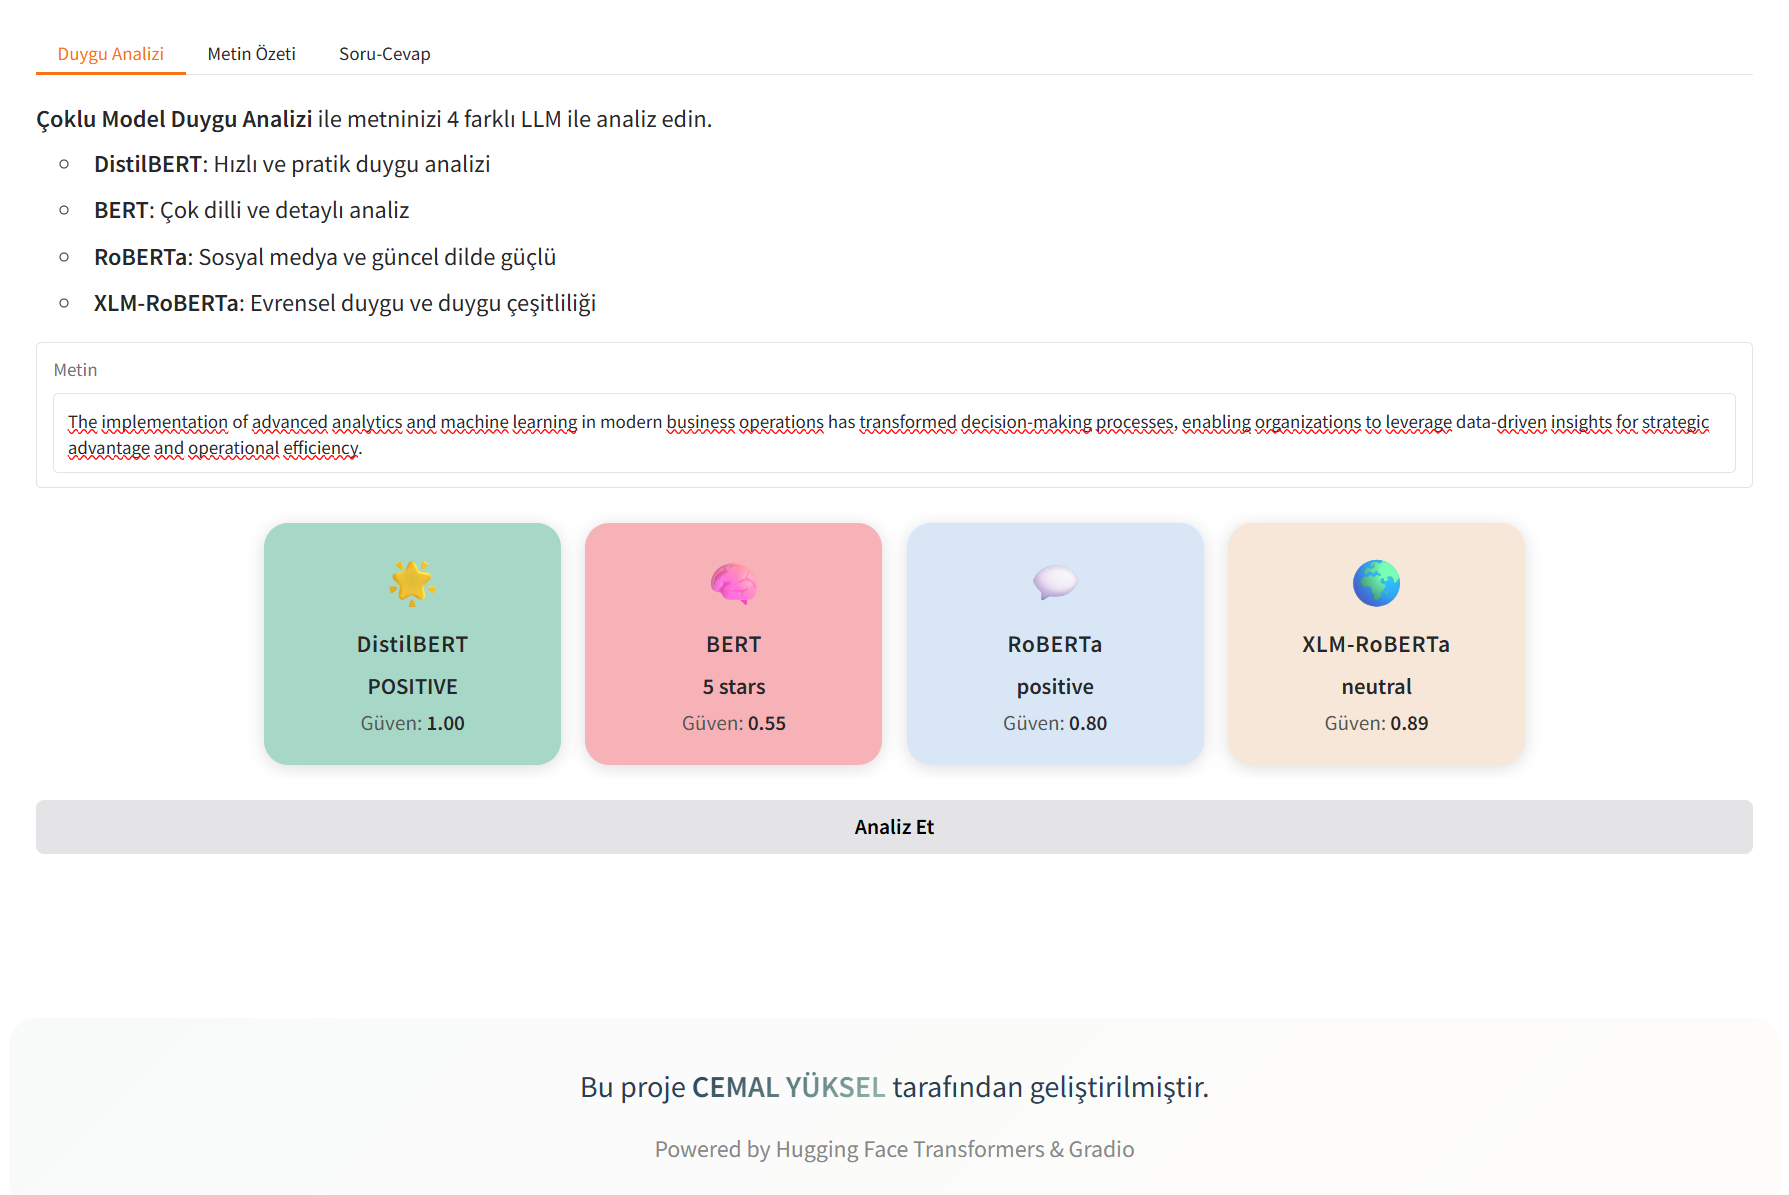 Duygu Analizi Metin Özeti Soru-Cevap
Çoklu Model Duygu Analizi ile metninizi 4 farklı LLM ile analiz edin.
DistilBERT: Hızlı ve pratik duygu analizi
BERT: Çok dilli ve detaylı analiz
RoBERTa: Sosyal medya ve güncel dilde güçlü
XLM-RoBERTa: Evrensel duygu ve duygu çeşitliliği
Metin
The implementation of advanced analytics and machine learning in modern business operations has transformed decision-making processes, enabling organizations to leverage data-driven insights for strategic
advantage and operational efficiency.
DistilBERT
POSITIVE
Güven: 1.00
BERT
5 stars
Güven: 0.55
RoBERTa
positive
Güven: 0.80
XLM-RoBERTa
neutral
Güven: 0.89
Analiz Et
Bu proje CEMAL YÜKSEL tarafından geliştirilmiştir.
Powered by Hugging Face Transformers & Gradio